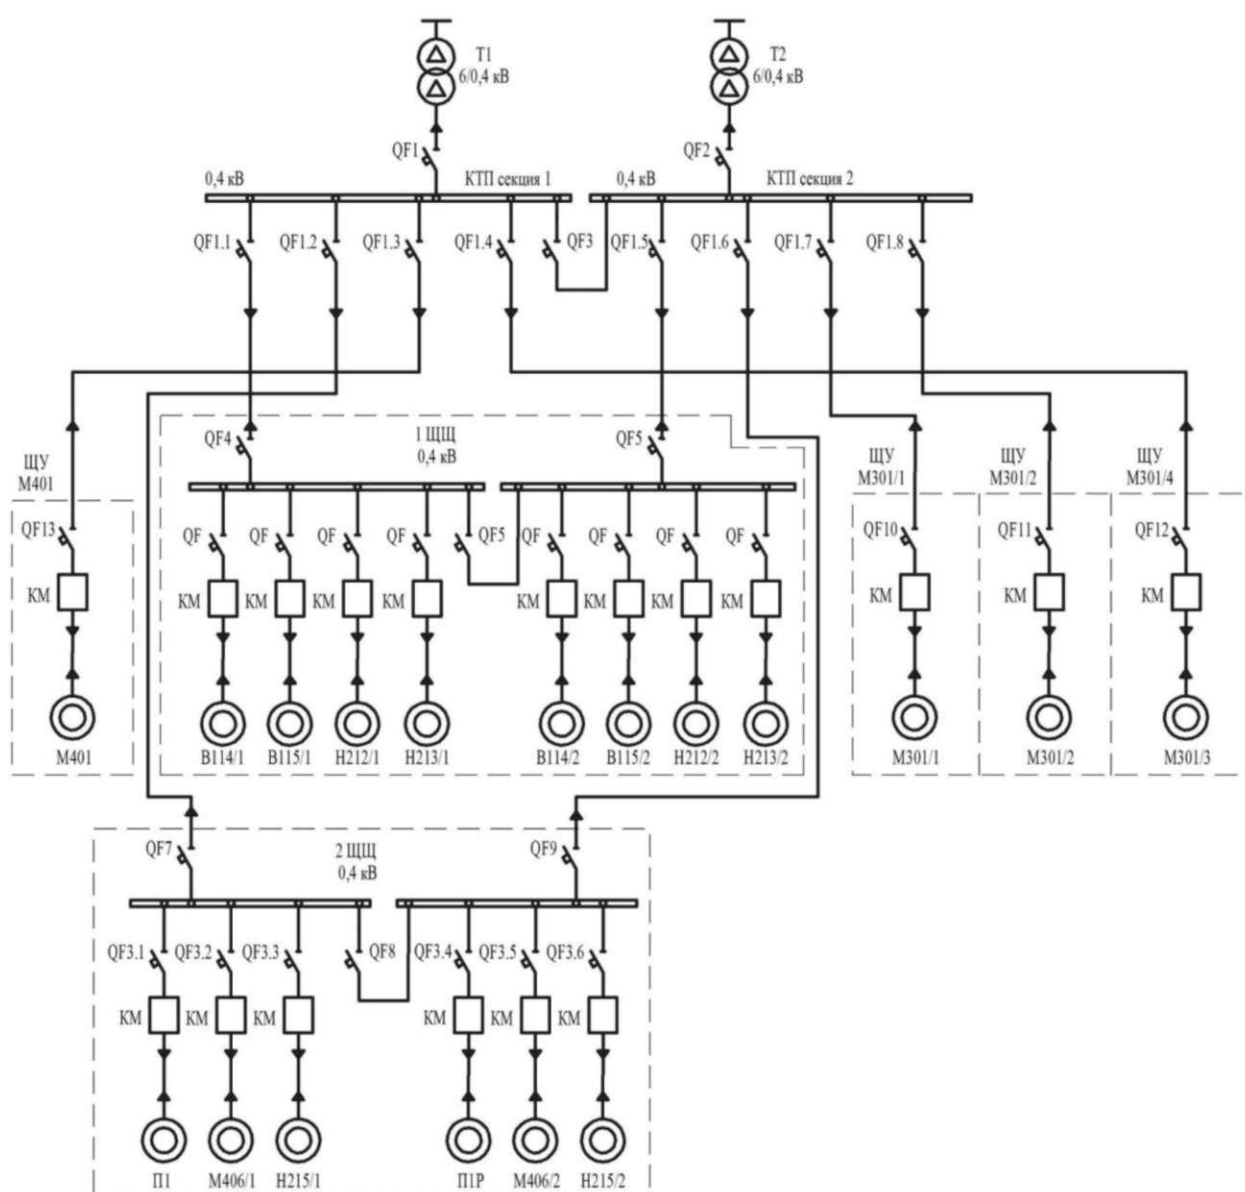 Т1
6/0,4 кВ
Т2
6/0,4 кВ
QF1
QF2
0,4 кВ
КТП секция 1
0,4 кВ
КТП секция 2
QF1.1
QF1.2
QF1.3
QF1.4
QF3
QF1.5
QF1.6
QF1.7
QF1.8
QF4
1 ЩЩ
0,4 кВ
QF5
ЩУ
М401
ЩУ
М301/1
ЩУ
М301/2
ЩУ
М301/4
QF13
QF
QF
QF
QF
QF5
QF
QF
QF
QF
QF10
QF11
QF12
КМ
КМ
КМ
КМ
КМ
КМ
КМ
КМ
КМ
КМ
КМ
КМ
М401
В114/1
В115/1
Н212/1
Н213/1
В114/2
В115/2
Н212/2
Н213/2
М301/1
М301/2
М301/3
QF7
2 ЩЩ
0,4 кВ
QF9
QF3.1
QF3.2
QF3.3
QF8
QF3.4
QF3.5
QF3.6
КМ
КМ
КМ
КМ
КМ
КМ
П1
М406/1
Н215/1
П1Р
М406/2
Н215/2